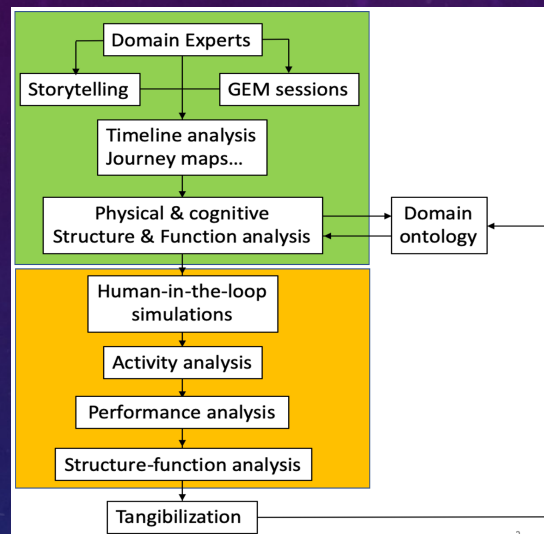 Domain Experts
Storytelling
GEM sessions
Timeline analysis
Journey maps...
Physical & cognitive
Structure & Function analysis
Domain
ontology
Human-in-the-loop
simulations
Activity analysis
Performance analysis
Structure-function analysis
Tangibilization